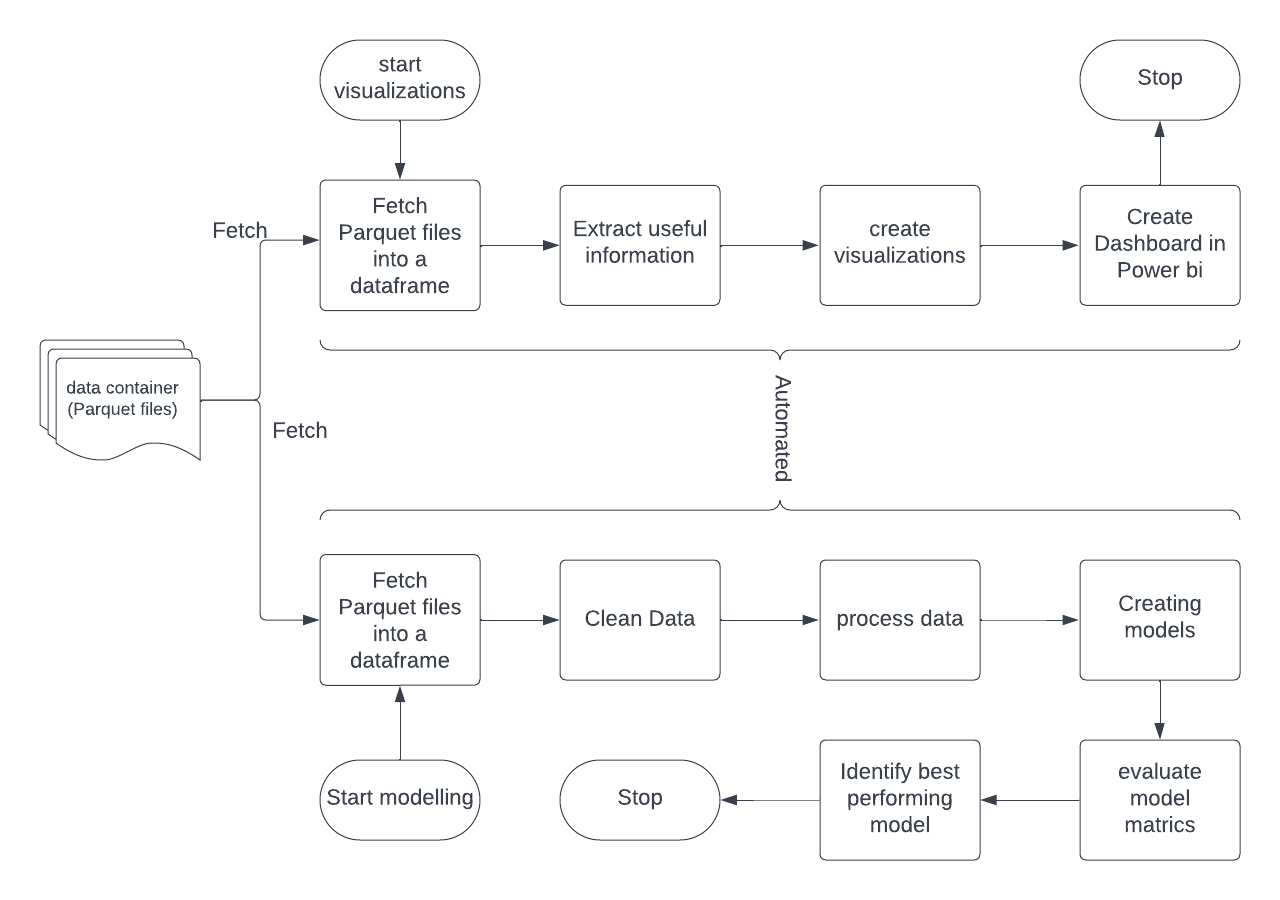 start
visualizations
Stop
Fetch
Fetch
Parquet files
into a
dataframe
Extract useful
information
create
visualizations
Create
Dashboard in
Power bi
data container
(Parquet files)
Fetch
Automated
Fetch
Parquet files
into a
dataframe
Clean Data
process data
Creating
models
Start modelling
Stop
Identify best
performing
model
evaluate
model
matrics